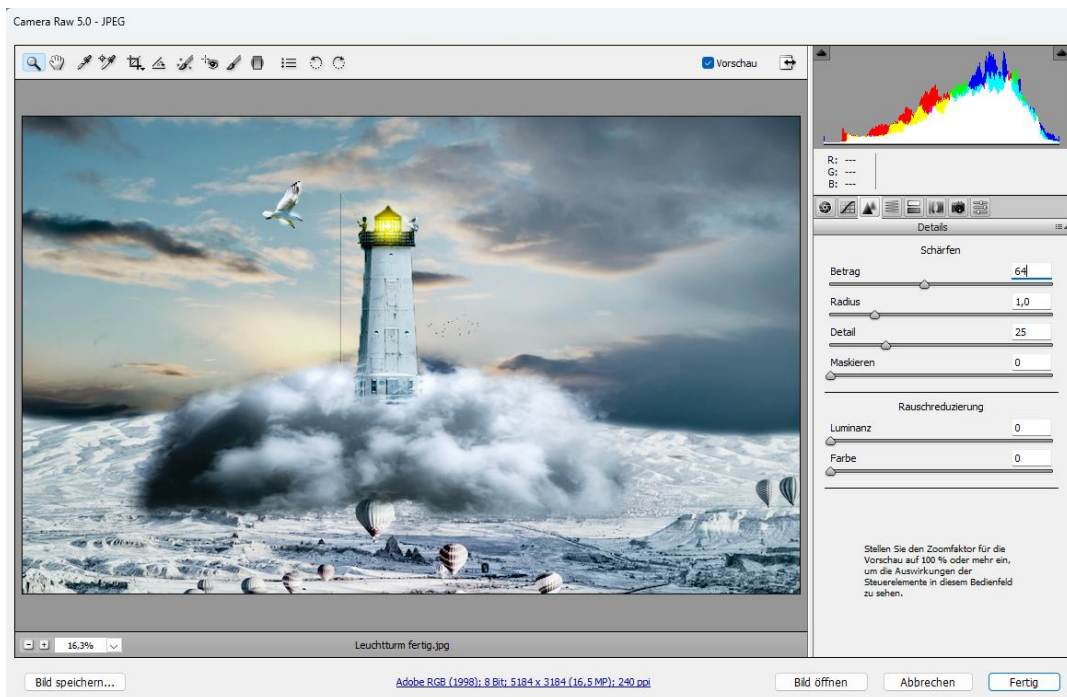 Camera Raw 5.0 - JPEG
Vorschau
R: ---
G: ---
B: ---
Details
Schärfen
Betrag 64
Radius 1,0
Detail 25
Maskieren 0
Rauschreduzierung
Luminanz 0
Farbe 0
Stellen Sie den Zoomfaktor für die
Vorschau auf 100 % oder mehr ein,
um die Auswirkungen der
Steuerelemente in diesem Bedienfeld
zu sehen.
16,3%
Leuchtturm fertig.jpg
Bild speichern...
Adobe RGB (1998); 8 Bit; 5184 x 3184 (16,5 MP); 240 ppi
Bild öffnen
Abbrechen
Fertig